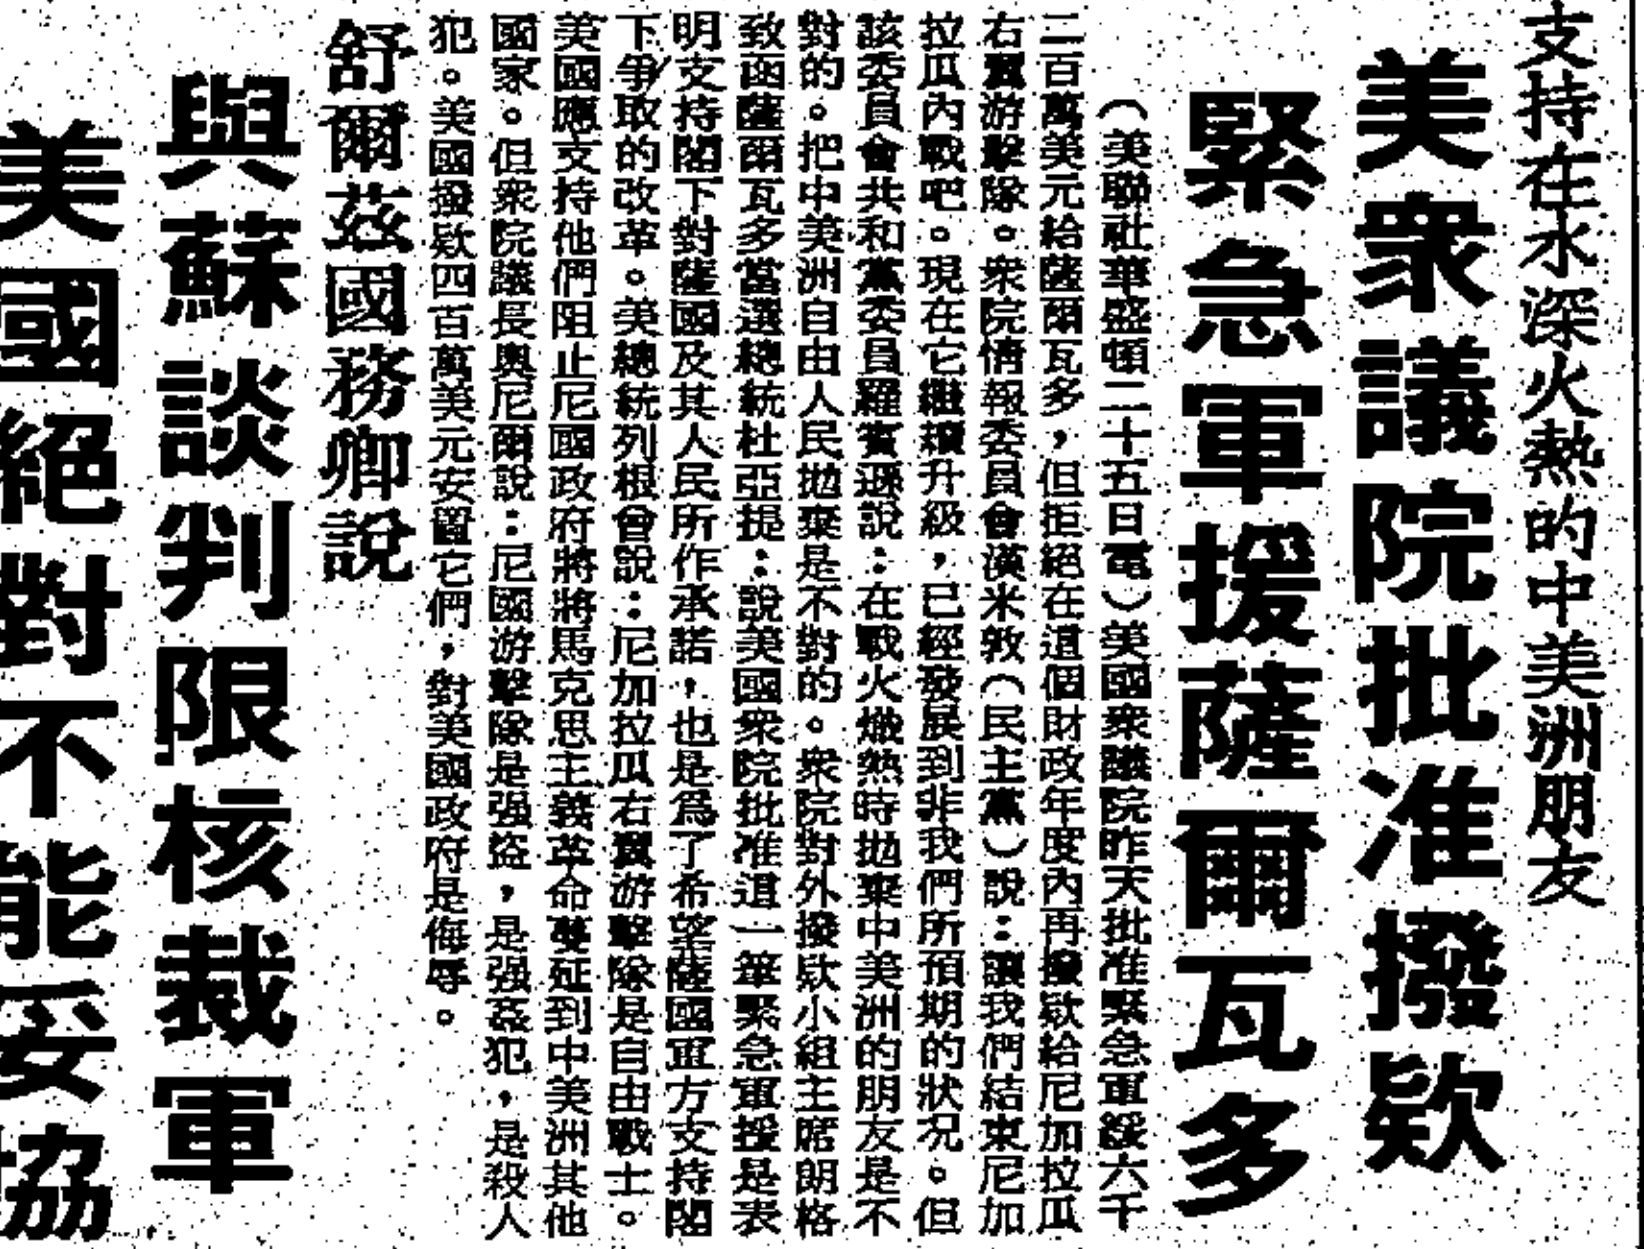 支持在水深火熱的中美洲朋友
美衆議院批准撥欵
緊急軍援薩爾瓦多
（美聯社華盛頓二十五日電）美國衆議院昨天批准緊急軍援六千
二百萬美元給薩爾瓦多，但拒絕在這個財政年度內再撥欵給尼加拉瓜
右翼游擊隊。衆院情報委員會漢米敦（民主黨）說：讓我們結束尼加
拉瓜內戰吧。現在它繼續升級，已經發展到非我們所預期的狀況。但
該委員會共和黨委員羅賓遜說：在戰火熾熱時拋棄中美洲的朋友是不
對的。把中美洲自由人民拋棄是不對的。衆院對外撥欵小組主席朗格
致函薩爾瓦多當選總統杜亞提：說美國衆院批准這一筆緊急軍援是表
明支持閣下對薩國及其人民所作承諾，也是爲了希望薩國軍方支持閣
下爭取的改革。美總統列根曾說：尼加拉瓜右翼游擊隊是自由戰士。
美國應支持他們阻止尼國政府將將馬克思主義革命蔓延到中美洲其他
國家。但衆院議長奧尼爾說：尼國游擊隊是强盜，是强姦犯，是殺人
犯。美國撥欵四百萬美元安置它們，對美國政府是侮辱。
舒爾茲國務卿說
與蘇談判限核裁軍
美國絕對不能妥協